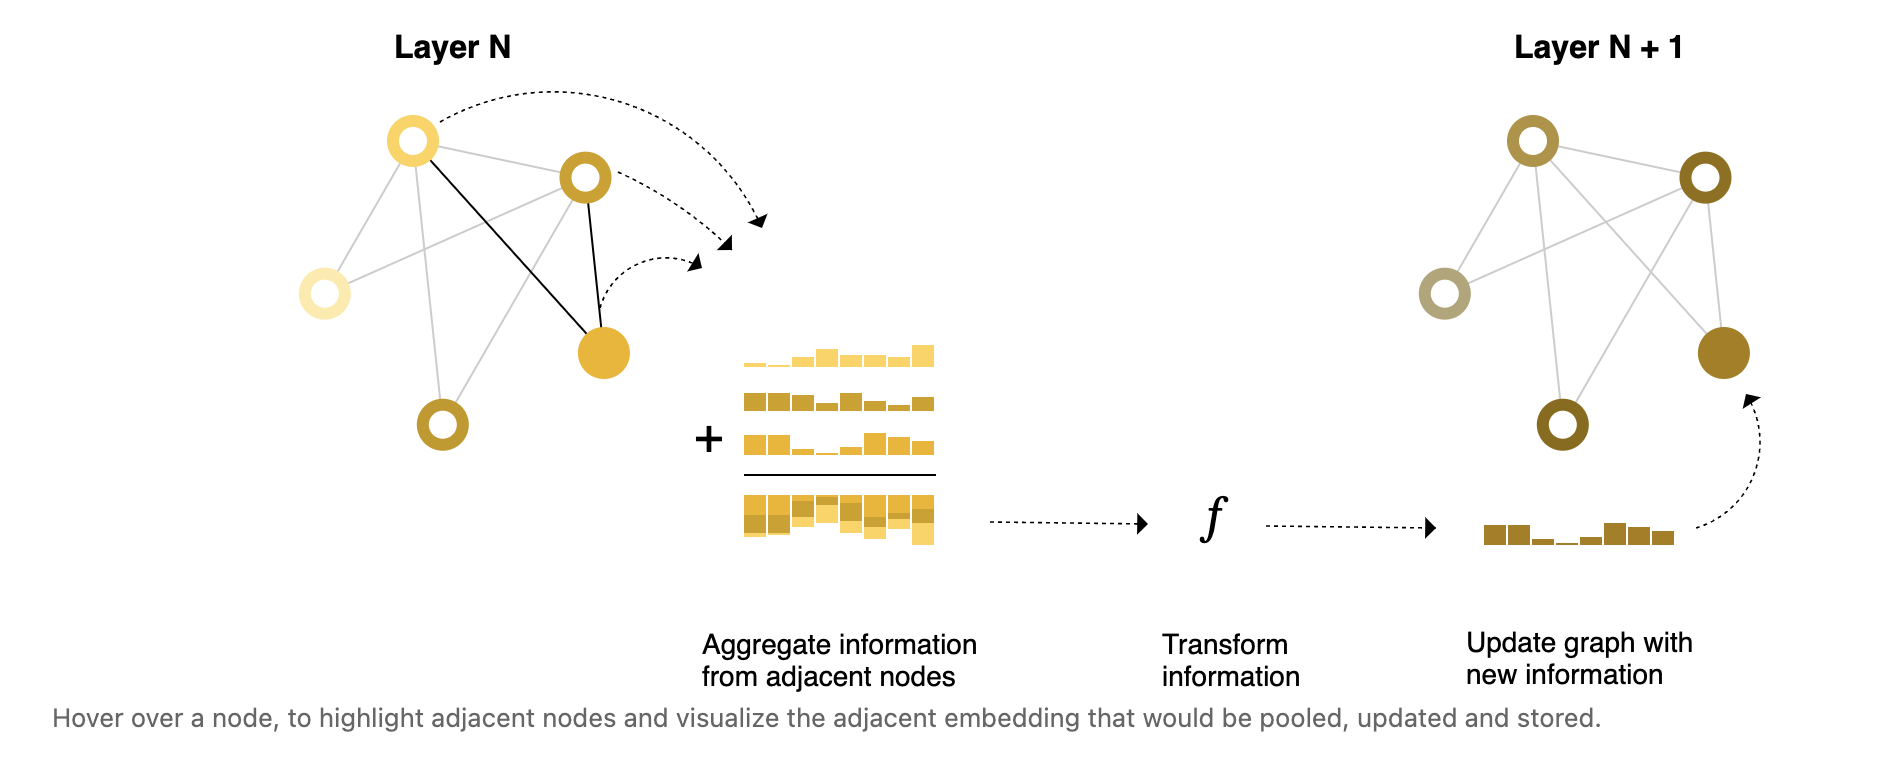 Layer N
Layer N + 1
+
f
Aggregate information
from adjacent nodes
Transform
information
Update graph with
new information
Hover over a node, to highlight adjacent nodes and visualize the adjacent embedding that would be pooled, updated and stored.